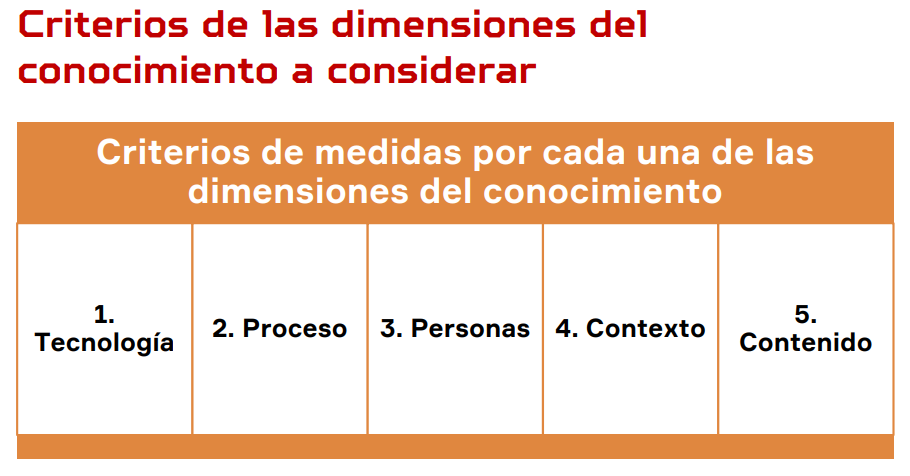 Criterios de las dimensiones del
conocimiento a considerar
Criterios de medidas por cada una de las
dimensiones del conocimiento
1.
Tecnología
2. Proceso
3. Personas
4. Contexto
5.
Contenido